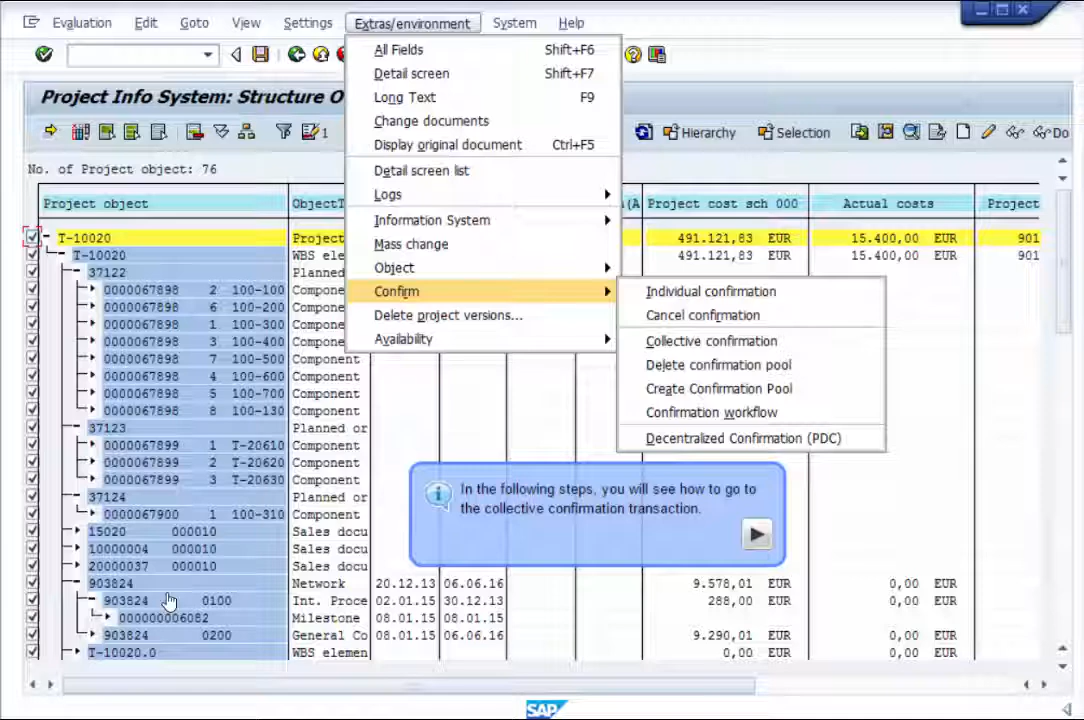 Evaluation Edit Goto View Settings Extras/environment System Help
All Fields Shift+F6
Detail screen Shift+F7
Long Text F9
Change documents
Display original document Ctrl+F5
Detail screen list
Logs
Information System
Mass change
Object
Confirm
Delete project versions...
Availability
Individual confirmation
Cancel confirmation
Collective confirmation
Delete confirmation pool
Create Confirmation Pool
Confirmation workflow
Decentralized Confirmation (PDC)
Project Info System: Structure O
1 Hierarchy Selection Do
No. of Project object: 76
Project object ObjectT (A Project cost sch 000 Actual costs Project
T-10020 Project 491.121,83 EUR 15.400,00 EUR 901
T-10020 WBS ele 491.121,83 EUR 15.400,00 EUR 901
37122 Planned
0000067898 2 100-100 Compone
0000067898 6 100-200 Compone
0000067898 1 100-300 Compone
0000067898 3 100-400 Compone
0000067898 7 100-500 Component
0000067898 4 100-600 Component
0000067898 5 100-700 Component
0000067898 8 100-130 Component
37123 Planned or
0000067899 1 T-20610 Component
0000067899 2 T-20620 Component
0000067899 3 T-20630 Component
37124 Planned or
0000067900 1 100-310 Component
15020 000010 Sales docu
10000004 000010 Sales docu
20000037 000010 Sales docu
903824 Network 20.12.13 06.06.16 9.578,01 EUR 0,00 EUR
903824 0100 Int. Proce 02.01.15 30.12.13 288,00 EUR 0,00 EUR
000000006082 Milestone 08.01.15 08.01.15
903824 0200 General Co 08.01.15 06.06.16 9.290,01 EUR 0,00 EUR
T-10020.0 WBS elemen 0,00 EUR 0,00 EUR
In the following steps, you will see how to go to
the collective confirmation transaction.
SAP